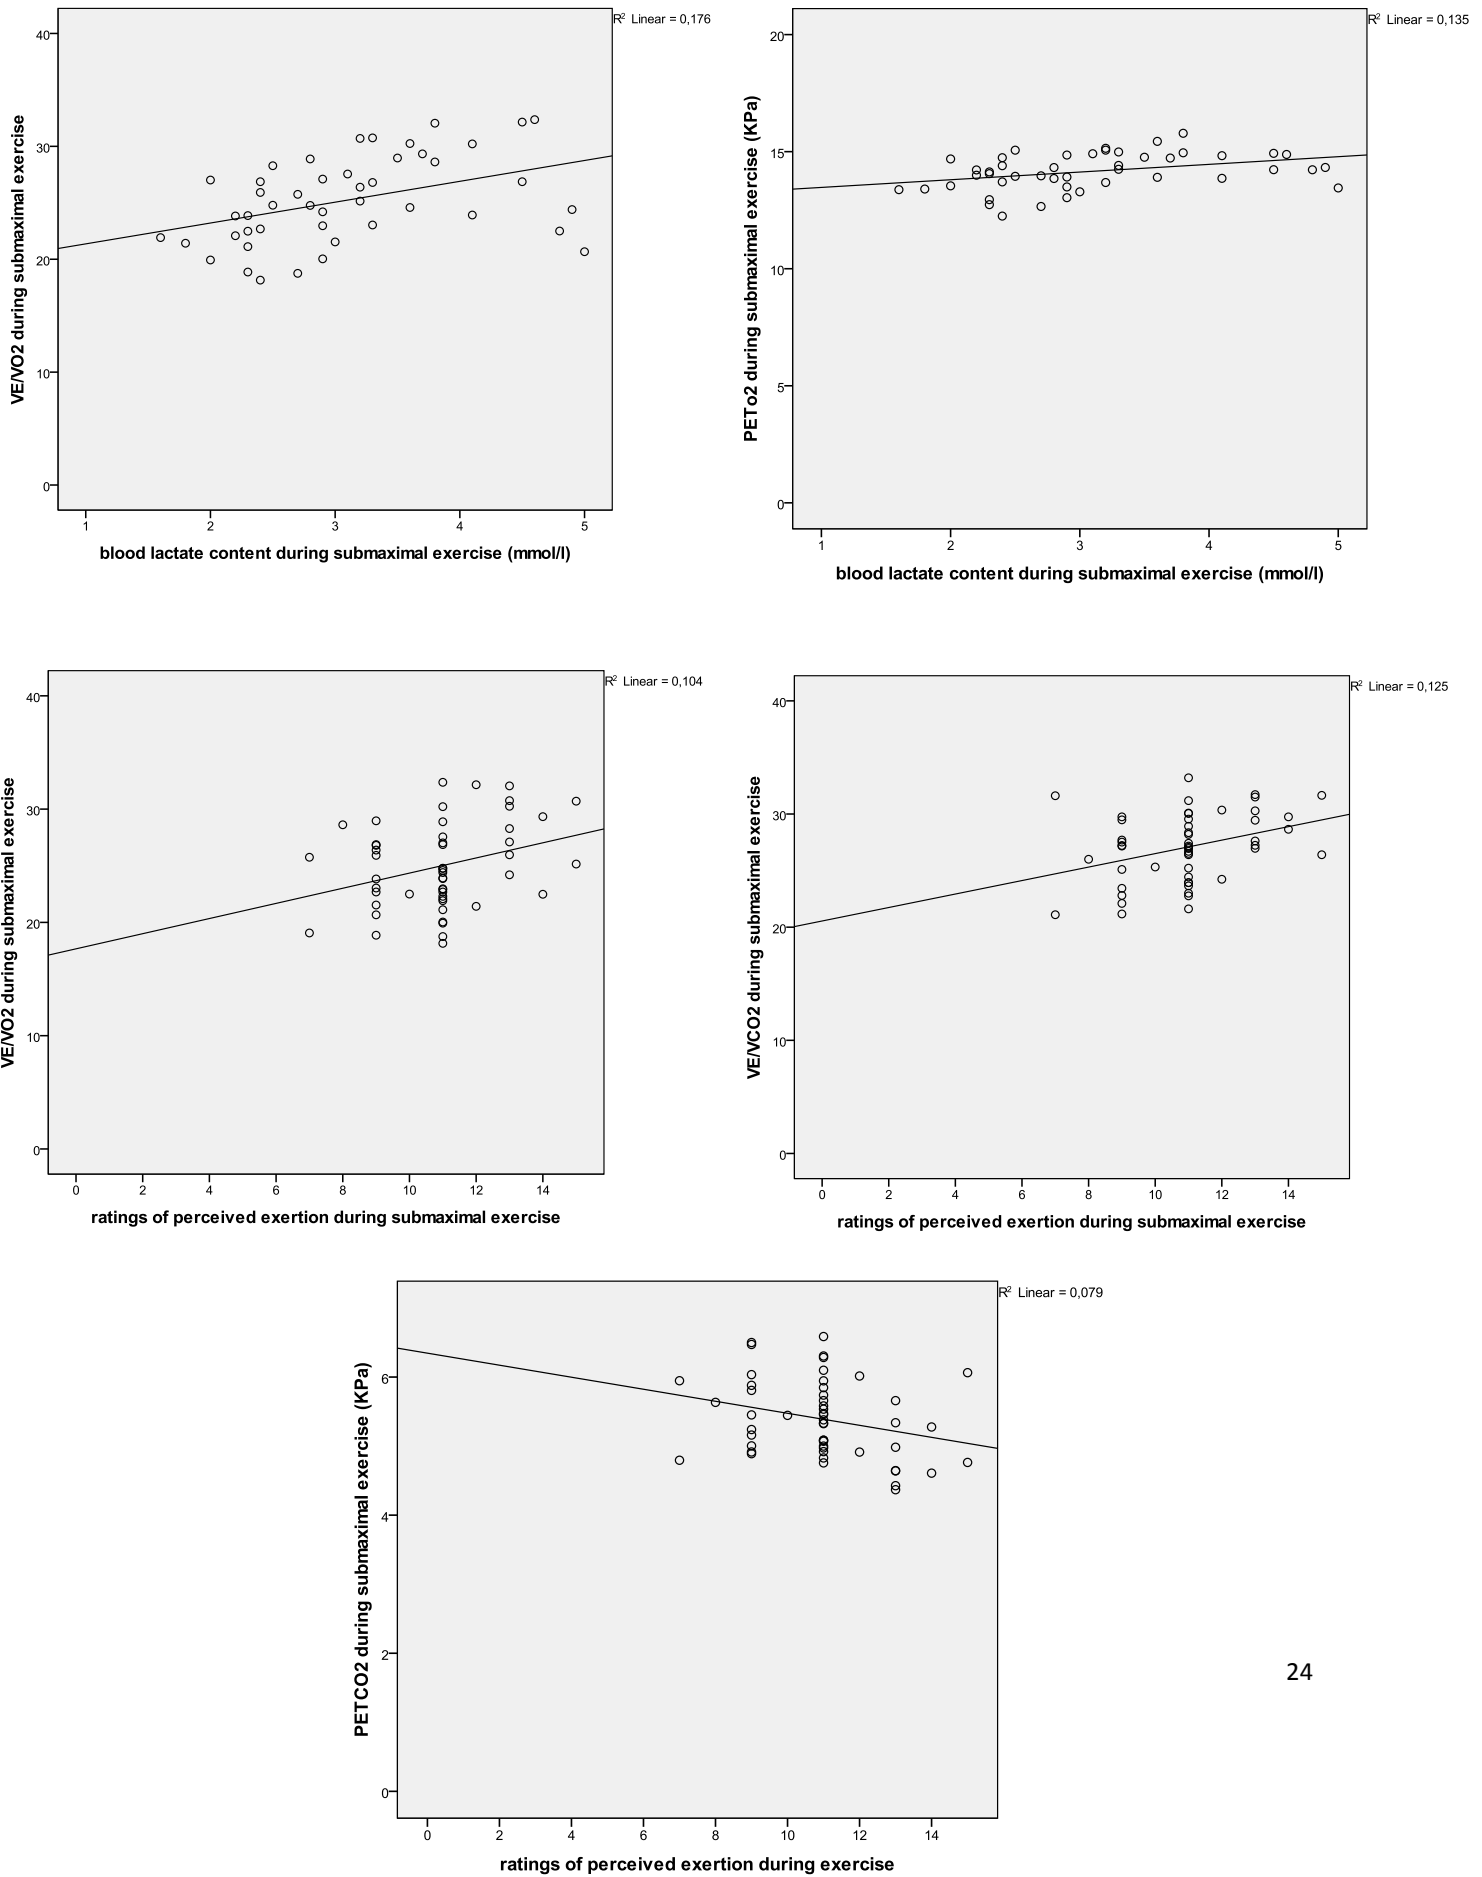 R² Linear = 0,176
40
30
20
10
0
VE/VO2 during submaximal exercise
1 2 3 4 5
blood lactate content during submaximal exercise (mmol/l)
R² Linear = 0,135
20
15
10
5
0
PETo2 during submaximal exercise (KPa)
1 2 3 4 5
blood lactate content during submaximal exercise (mmol/l)
R² Linear = 0,104
40
30
20
10
0
VE/VO2 during submaximal exercise
0 2 4 6 8 10 12 14
ratings of perceived exertion during submaximal exercise
R² Linear = 0,125
40
30
20
10
0
VE/VCO2 during submaximal exercise
0 2 4 6 8 10 12 14
ratings of perceived exertion during submaximal exercise
R² Linear = 0,079
6
4
2
0
PETCO2 during submaximal exercise (KPa)
0 2 4 6 8 10 12 14
ratings of perceived exertion during exercise
24